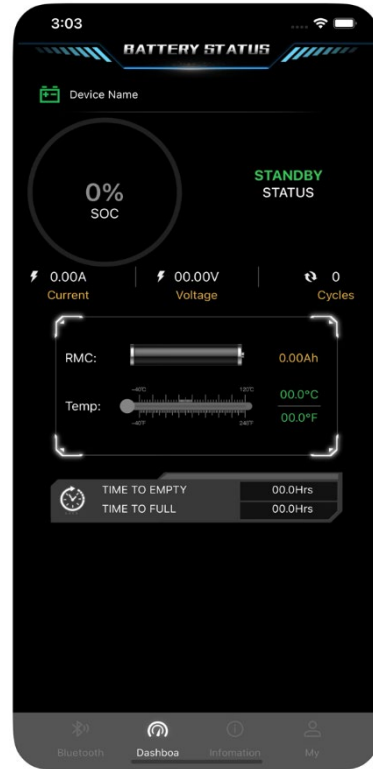 3:03
BATTERY STATUS
Device Name
0%
SOC
STANDBY
STATUS
0.00A
Current
00.00V
Voltage
0
Cycles
RMC:
0.00Ah
-40℃ 120℃
Temp:
-40℉ 240℉
00.0°C
00.0°F
TIME TO EMPTY 00.0Hrs
TIME TO FULL 00.0Hrs
Bluetooth Dashboa Infomation My